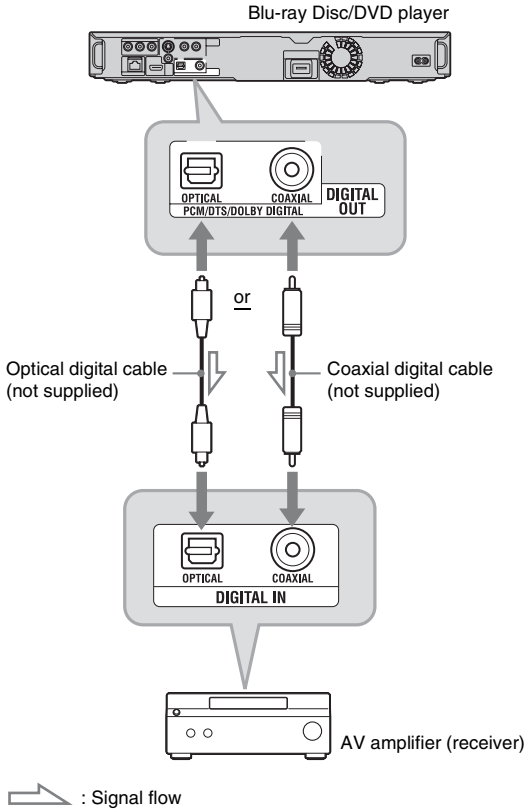 Blu-ray Disc/DVD player
OPTICAL
COAXIAL
PCM/DTS/DOLBY DIGITAL
DIGITAL
OUT
or
Optical digital cable
(not supplied)
Coaxial digital cable
(not supplied)
OPTICAL
COAXIAL
DIGITAL IN
AV amplifier (receiver)
: Signal flow